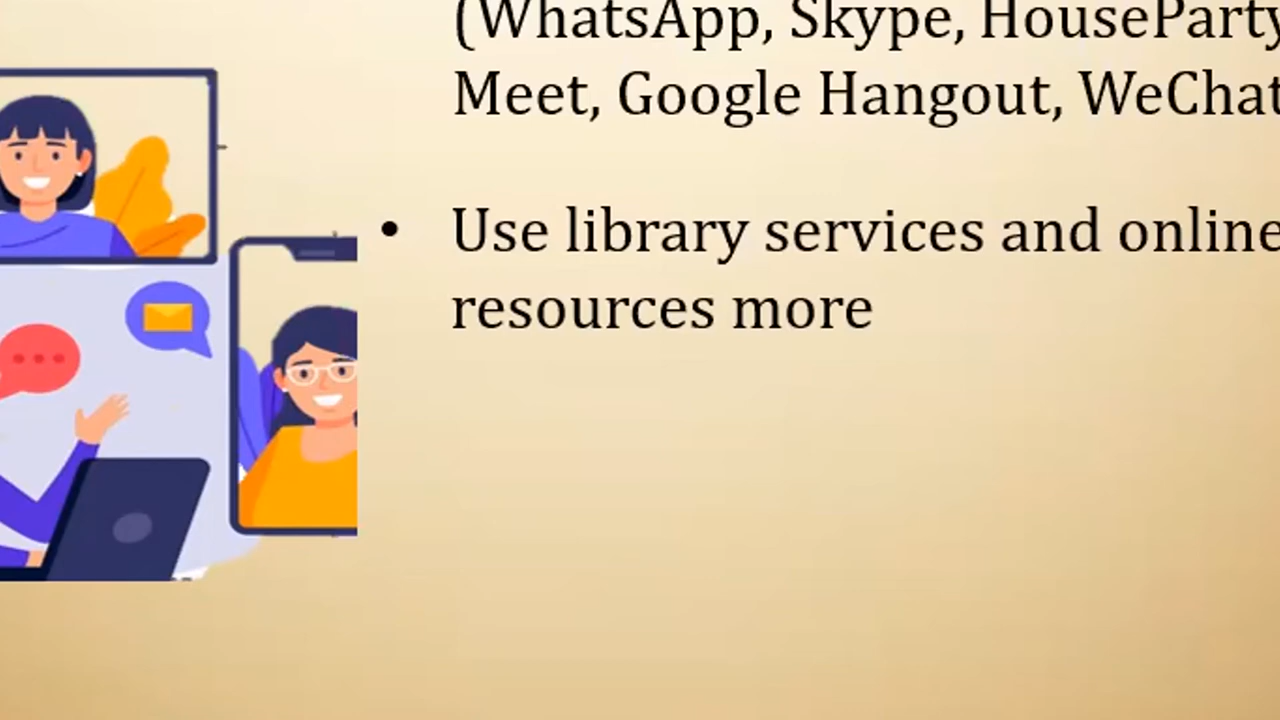 (WhatsApp, Skype, HouseParty
Meet, Google Hangout, WeChat
• Use library services and online
resources more